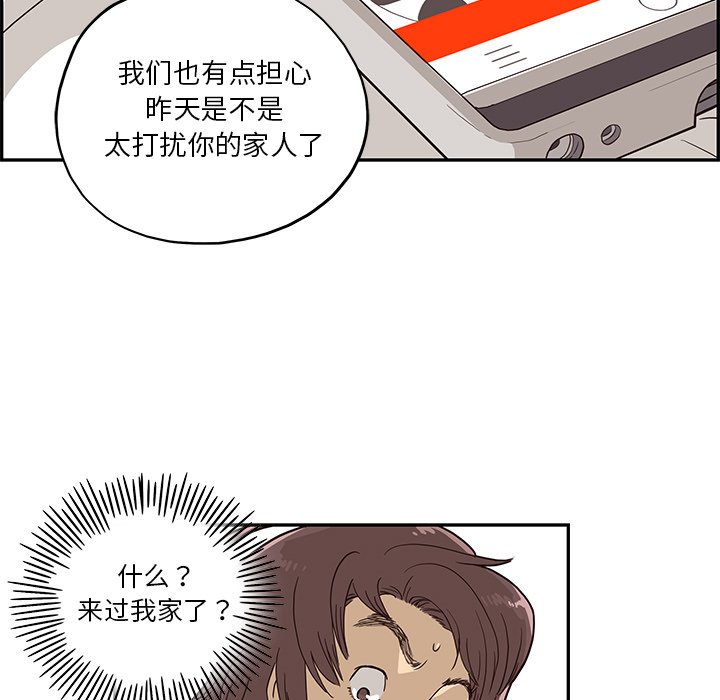 我们也有点担心
昨天是不是
太打扰你的家人了
什么？
来过我家了？